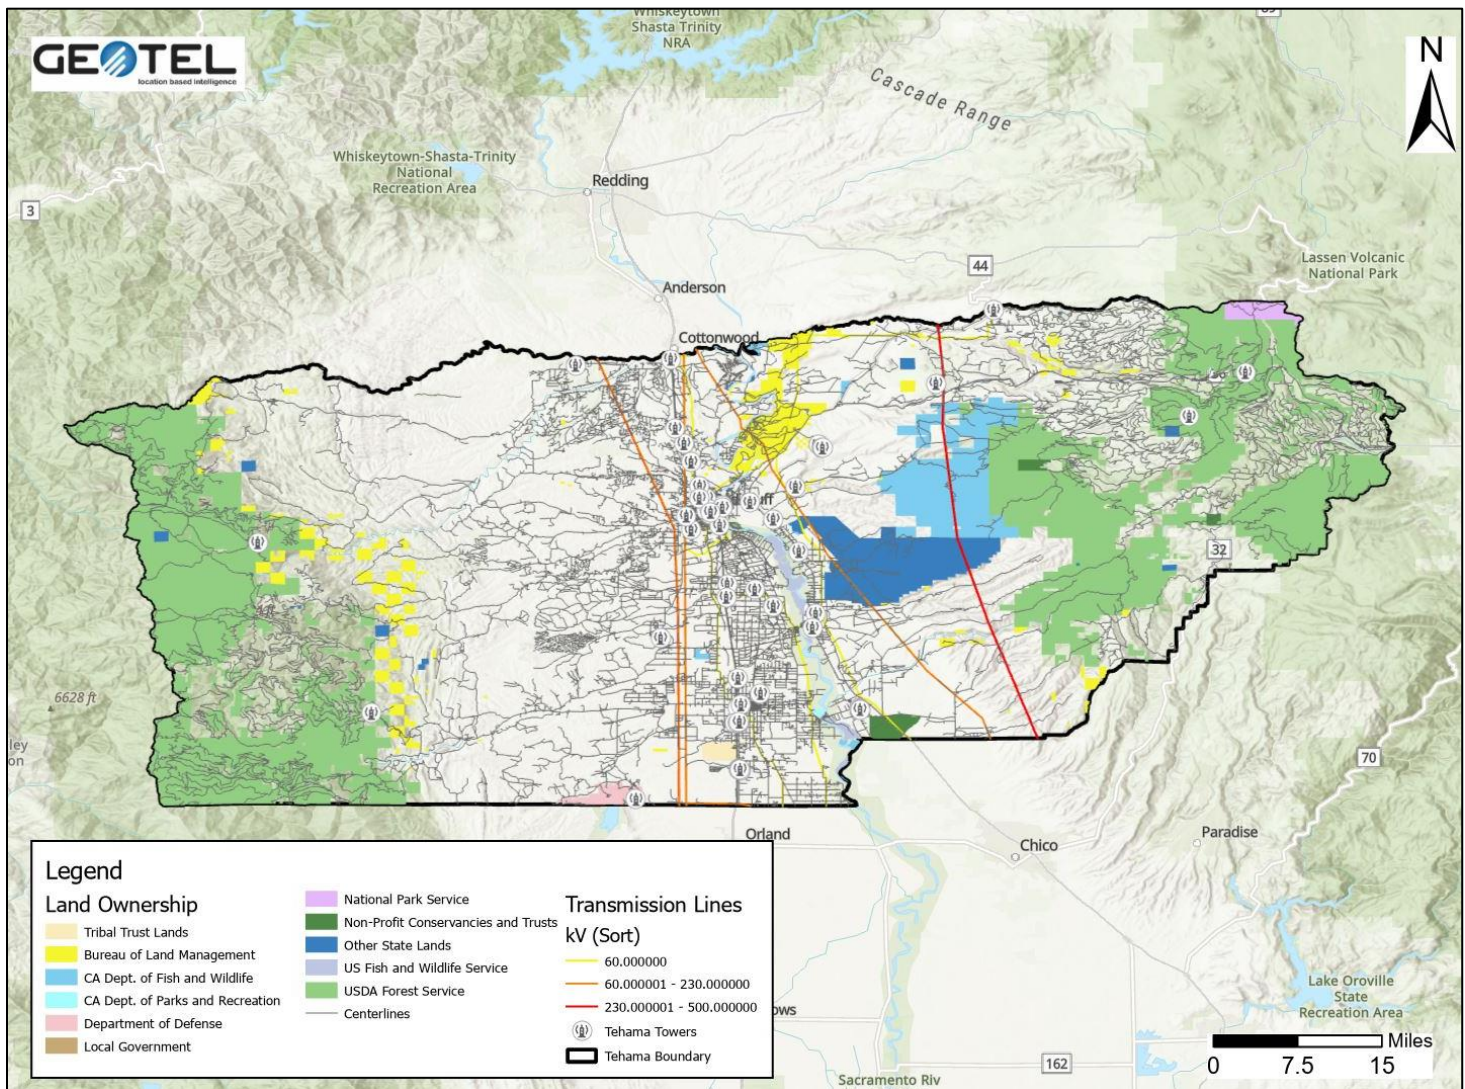 Whiskeytown
Shasta Trinity
NRA
GEOTEL
location based intelligence
N
Cascade Range
Whiskeytown-Shasta-Trinity
National
Recreation Area
Redding
3
44
Lassen Volcanic
National Park
Anderson
Cottonwood
32
6628 ft
70
Orland
Chico
Paradise
Legend
Land Ownership
Tribal Trust Lands
Bureau of Land Management
CA Dept. of Fish and Wildlife
CA Dept. of Parks and Recreation
Department of Defense
Local Government
National Park Service
Non-Profit Conservancies and Trusts
Other State Lands
US Fish and Wildlife Service
USDA Forest Service
Centerlines
Transmission Lines
kV (Sort)
60.000000
60.000001 - 230.000000
230.000001 - 500.000000
Tehama Towers
Tehama Boundary
Lake Oroville
State
Recreation Area
162
Sacramento Riv
Miles
0 7.5 15